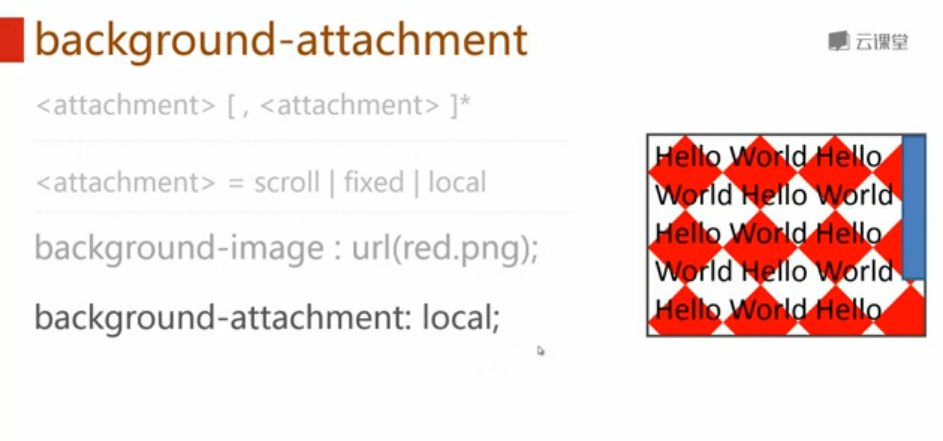 background-attachment
云课堂
<attachment> [ , <attachment> ]*
<attachment> = scroll | fixed | local
background-image : url(red.png);
background-attachment: local;
Hello World Hello
World Hello World
Hello World Hello
World Hello World
Hello World Hello